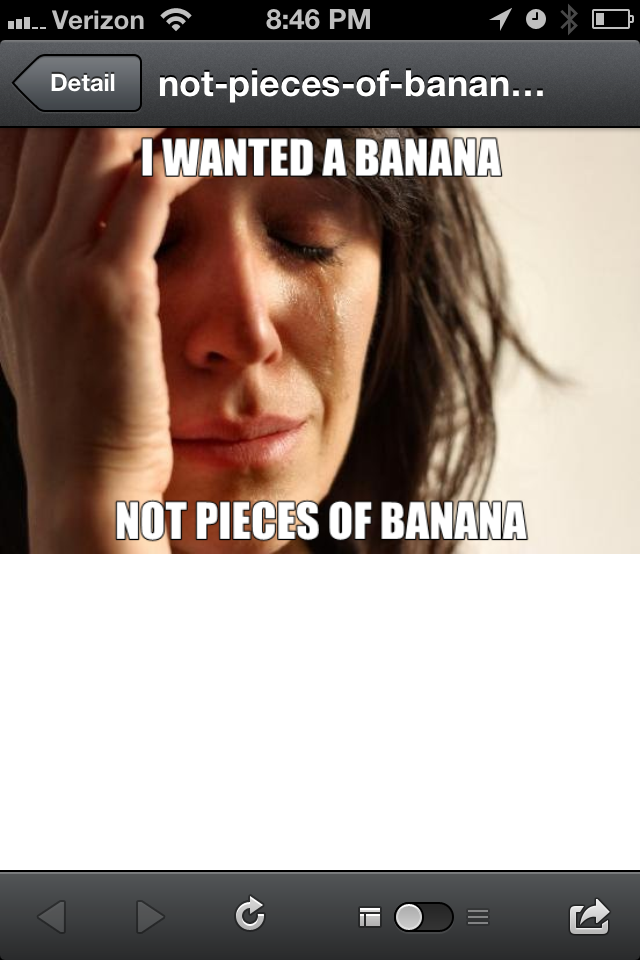 Verizon 8:46 PM
Detail not-pieces-of-banan...
I WANTED A BANANA
NOT PIECES OF BANANA